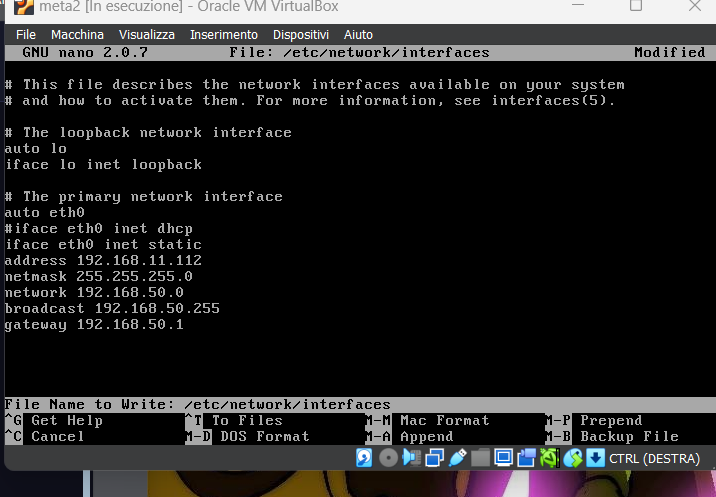 meta2 [In esecuzione] - Oracle VM VirtualBox
File Macchina Visualizza Inserimento Dispositivi Aiuto
GNU nano 2.0.7 File: /etc/network/interfaces Modified
# This file describes the network interfaces available on your system
# and how to activate them. For more information, see interfaces(5).
# The loopback network interface
auto lo
iface lo inet loopback
# The primary network interface
auto eth0
#iface eth0 inet dhcp
iface eth0 inet static
address 192.168.11.112
netmask 255.255.255.0
network 192.168.50.0
broadcast 192.168.50.255
gateway 192.168.50.1
File Name to Write: /etc/network/interfaces
^G Get Help ^T To Files M-M Mac Format M-P Prepend
^C Cancel M-D DOS Format M-A Append M-B Backup File
CTRL (DESTRA)